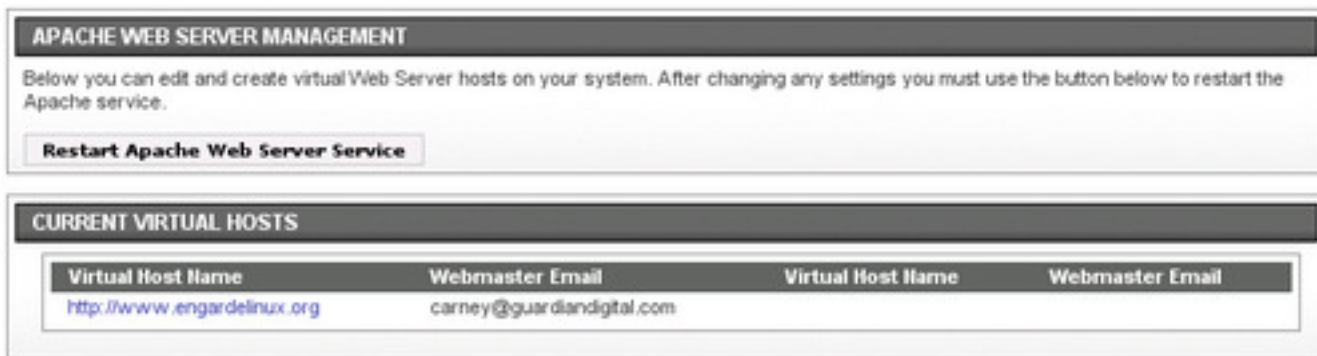 APACHE WEB SERVER MANAGEMENT
Below you can edit and create virtual Web Server hosts on your system. After changing any settings you must use the button below to restart the
Apache service.
Restart Apache Web Server Service
CURRENT VIRTUAL HOSTS
Virtual Host Name Webmaster Email Virtual Host Name Webmaster Email
http://www.engardelinux.org carney@guardiandigital.com